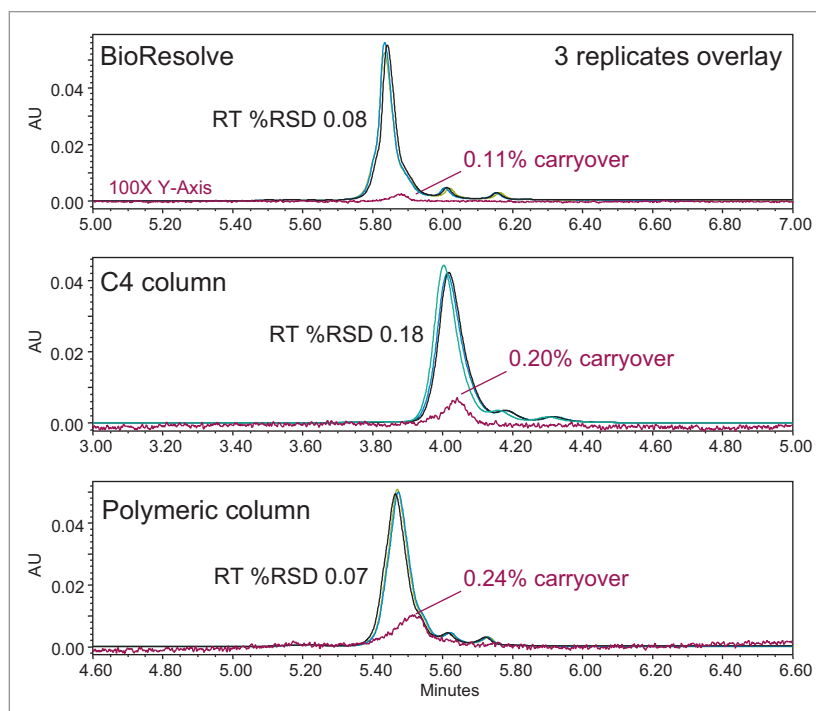 BioResolve 3 replicates overlay
0.04
AU
RT %RSD 0.08
0.02
0.11% carryover
100X Y-Axis
0.00
5.00 5.20 5.40 5.60 5.80 6.00 6.20 6.40 6.60 6.80 7.00
0.04
C4 column
AU
RT %RSD 0.18
0.02
0.20% carryover
0.00
3.00 3.20 3.40 3.60 3.80 4.00 4.20 4.40 4.60 4.80 5.00
Polymeric column
0.04
AU
RT %RSD 0.07
0.24% carryover
0.02
0.00
4.60 4.80 5.00 5.20 5.40 5.60 5.80 6.00 6.20 6.40 6.60
Minutes